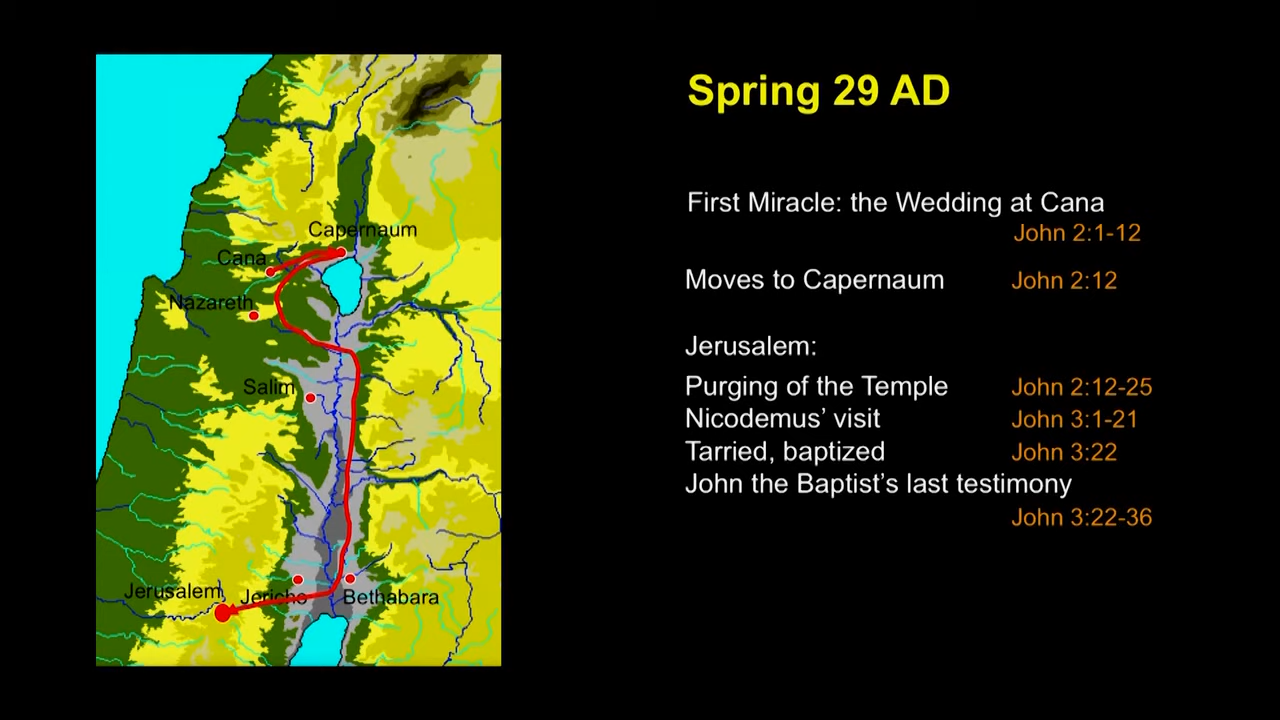 Spring 29 AD
First Miracle: the Wedding at Cana
John 2:1-12
Moves to Capernaum John 2:12
Jerusalem:
Purging of the Temple John 2:12-25
Nicodemus’ visit John 3:1-21
Tarried, baptized John 3:22
John the Baptist’s last testimony
John 3:22-36
Capernaum
Cana
Nazareth
Salim
Jerusalem
Jericho
Bethabara